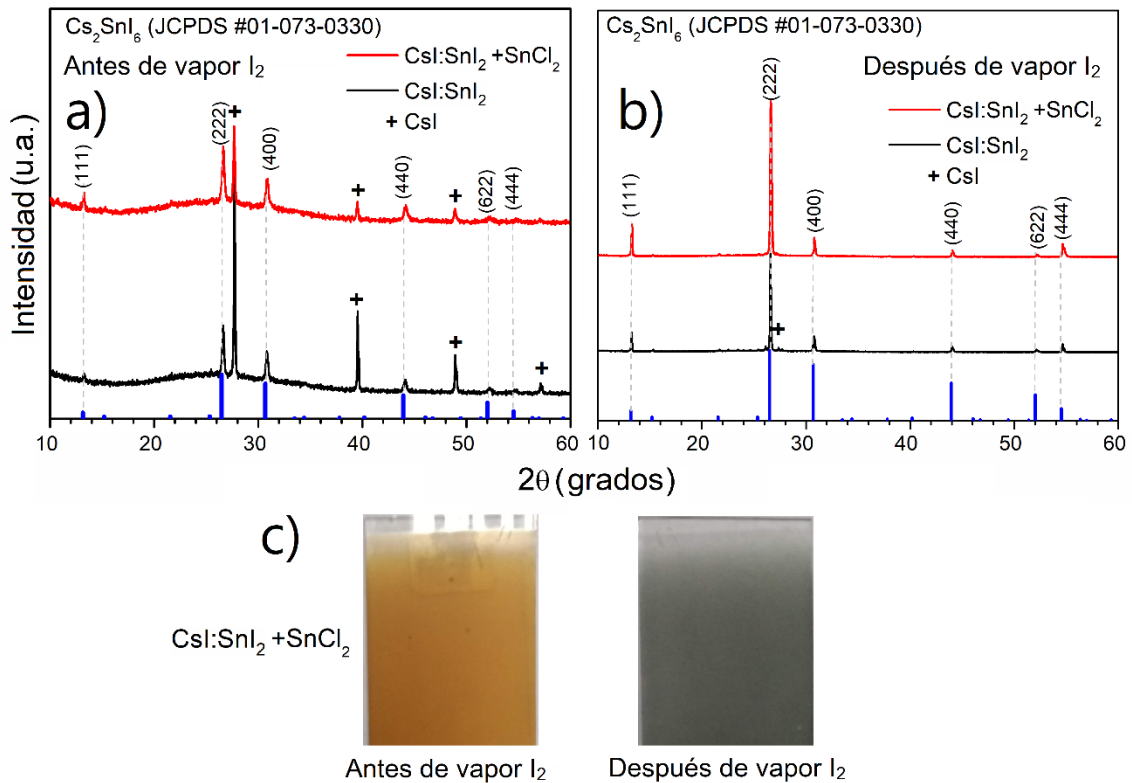 Cs₂SnI₆ (JCPDS #01-073-0330)
Antes de vapor I₂
a)
CsI:SnI₂ +SnCl₂
CsI:SnI₂
+ CsI
(111)
(222)
+
(400)
+
(440)
+
(622)
(444)
+
+
+
10 20 30 40 50 60
Cs₂SnI₆ (JCPDS #01-073-0330)
Después de vapor I₂
b)
CsI:SnI₂ +SnCl₂
CsI:SnI₂
+ CsI
(111)
(222)
(400)
(440)
(622)
(444)
+
10 20 30 40 50 60
Intensidad (u.a.)
2θ (grados)
c)
CsI:SnI₂ +SnCl₂
Antes de vapor I₂
Después de vapor I₂